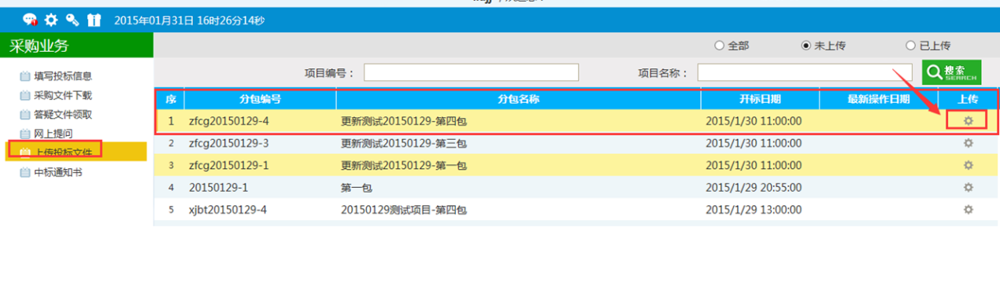 2015年01月31日 16时26分14秒
采购业务
全部 未上传 已上传
填写投标信息
项目编号： 项目名称： 搜索 SEARCH
采购文件下载
序 分包编号 分包名称 开标日期 最新操作日期 上传
答疑文件领取
1 zfcg20150129-4 更新测试20150129-第四包 2015/1/30 11:00:00
网上提问
2 zfcg20150129-3 更新测试20150129-第三包 2015/1/30 11:00:00
上传投标文件
3 zfcg20150129-1 更新测试20150129-第一包 2015/1/30 11:00:00
中标通知书
4 20150129-1 第一包 2015/1/29 20:55:00
5 xjbt20150129-4 20150129测试项目-第四包 2015/1/29 13:00:00